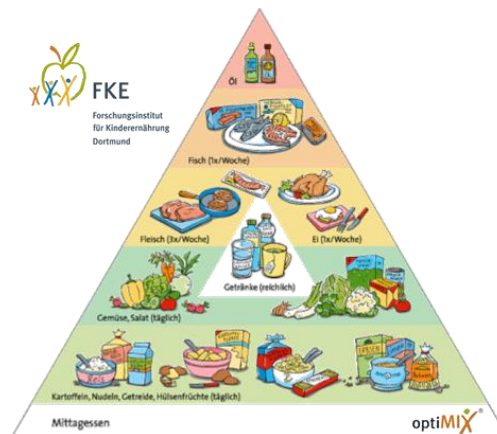 FKE
Forschungsinstitut
für Kinderernährung
Dortmund
Öl
Fisch (1x/Woche)
Fleisch (3x/Woche)
Ei (1x/Woche)
Getränke (reichlich)
Gemüse, Salat (täglich)
Kartoffeln, Nudeln, Getreide, Hülsenfrüchte (täglich)
Mittagessen
optiMIX®